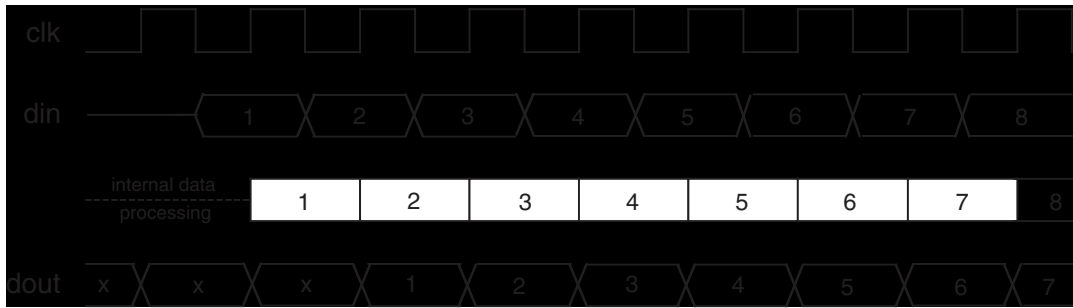 clk
din 1 2 3 4 5 6 7 8
internal data
processing
1 2 3 4 5 6 7 8
dout x x x 1 2 3 4 5 6 7